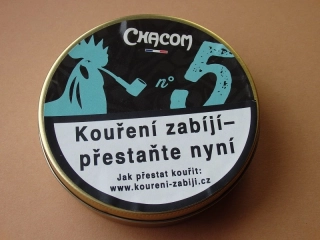 CHACOM
n° 5
Kouření zabíjí–
přestaňte nyní
Jak přestat kouřit:
www.koureni-zabiji.cz